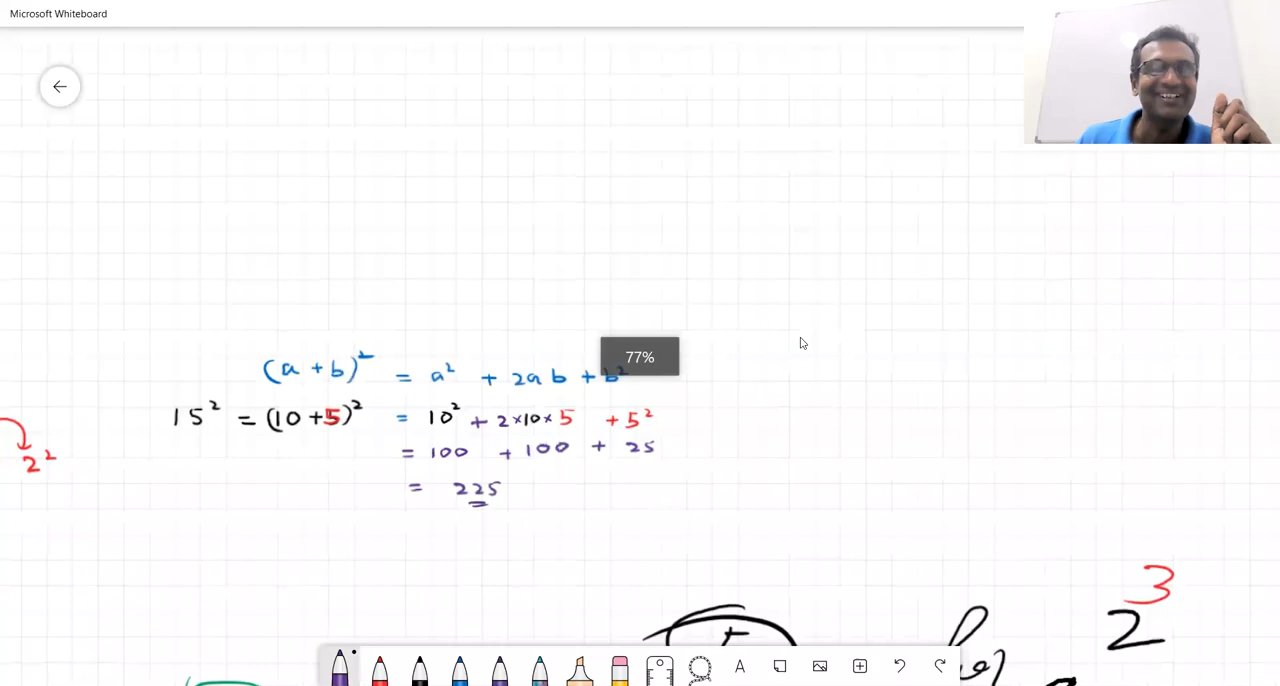 Microsoft Whiteboard
77%
(a + b)² = a² + 2ab + b²
15² = (10 + 5)² = 10² + 2×10×5 + 5²
2²
= 100 + 100 + 25
= 225
2³
A